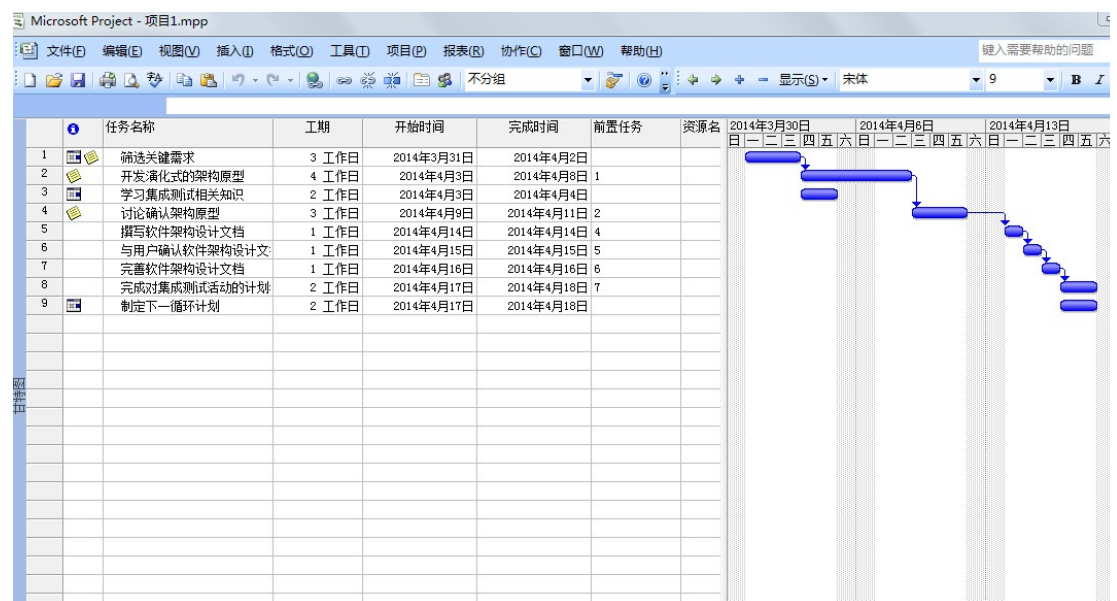 Microsoft Project - 项目1.mpp
文件(F) 编辑(E) 视图(V) 插入(I) 格式(O) 工具(T) 项目(P) 报表(R) 协作(C) 窗口(W) 帮助(H) 键入需要帮助的问题
不分组 显示(S) 宋体 9 B I
任务名称 工期 开始时间 完成时间 前置任务 资源名 2014年3月30日 2014年4月6日 2014年4月13日
日 一 二 三 四 五 六 日 一 二 三 四 五 六 日 一 二 三 四 五 六
1 筛选关键需求 3 工作日 2014年3月31日 2014年4月2日
2 开发演化式的架构原型 4 工作日 2014年4月3日 2014年4月8日 1
3 学习集成测试相关知识 2 工作日 2014年4月3日 2014年4月4日
4 讨论确认架构原型 3 工作日 2014年4月9日 2014年4月11日 2
5 撰写软件架构设计文档 1 工作日 2014年4月14日 2014年4月14日 4
6 与用户确认软件架构设计文 1 工作日 2014年4月15日 2014年4月15日 5
7 完善软件架构设计文档 1 工作日 2014年4月16日 2014年4月16日 6
8 完成对集成测试活动的计划 2 工作日 2014年4月17日 2014年4月18日 7
9 制定下一循环计划 2 工作日 2014年4月17日 2014年4月18日
甘特图